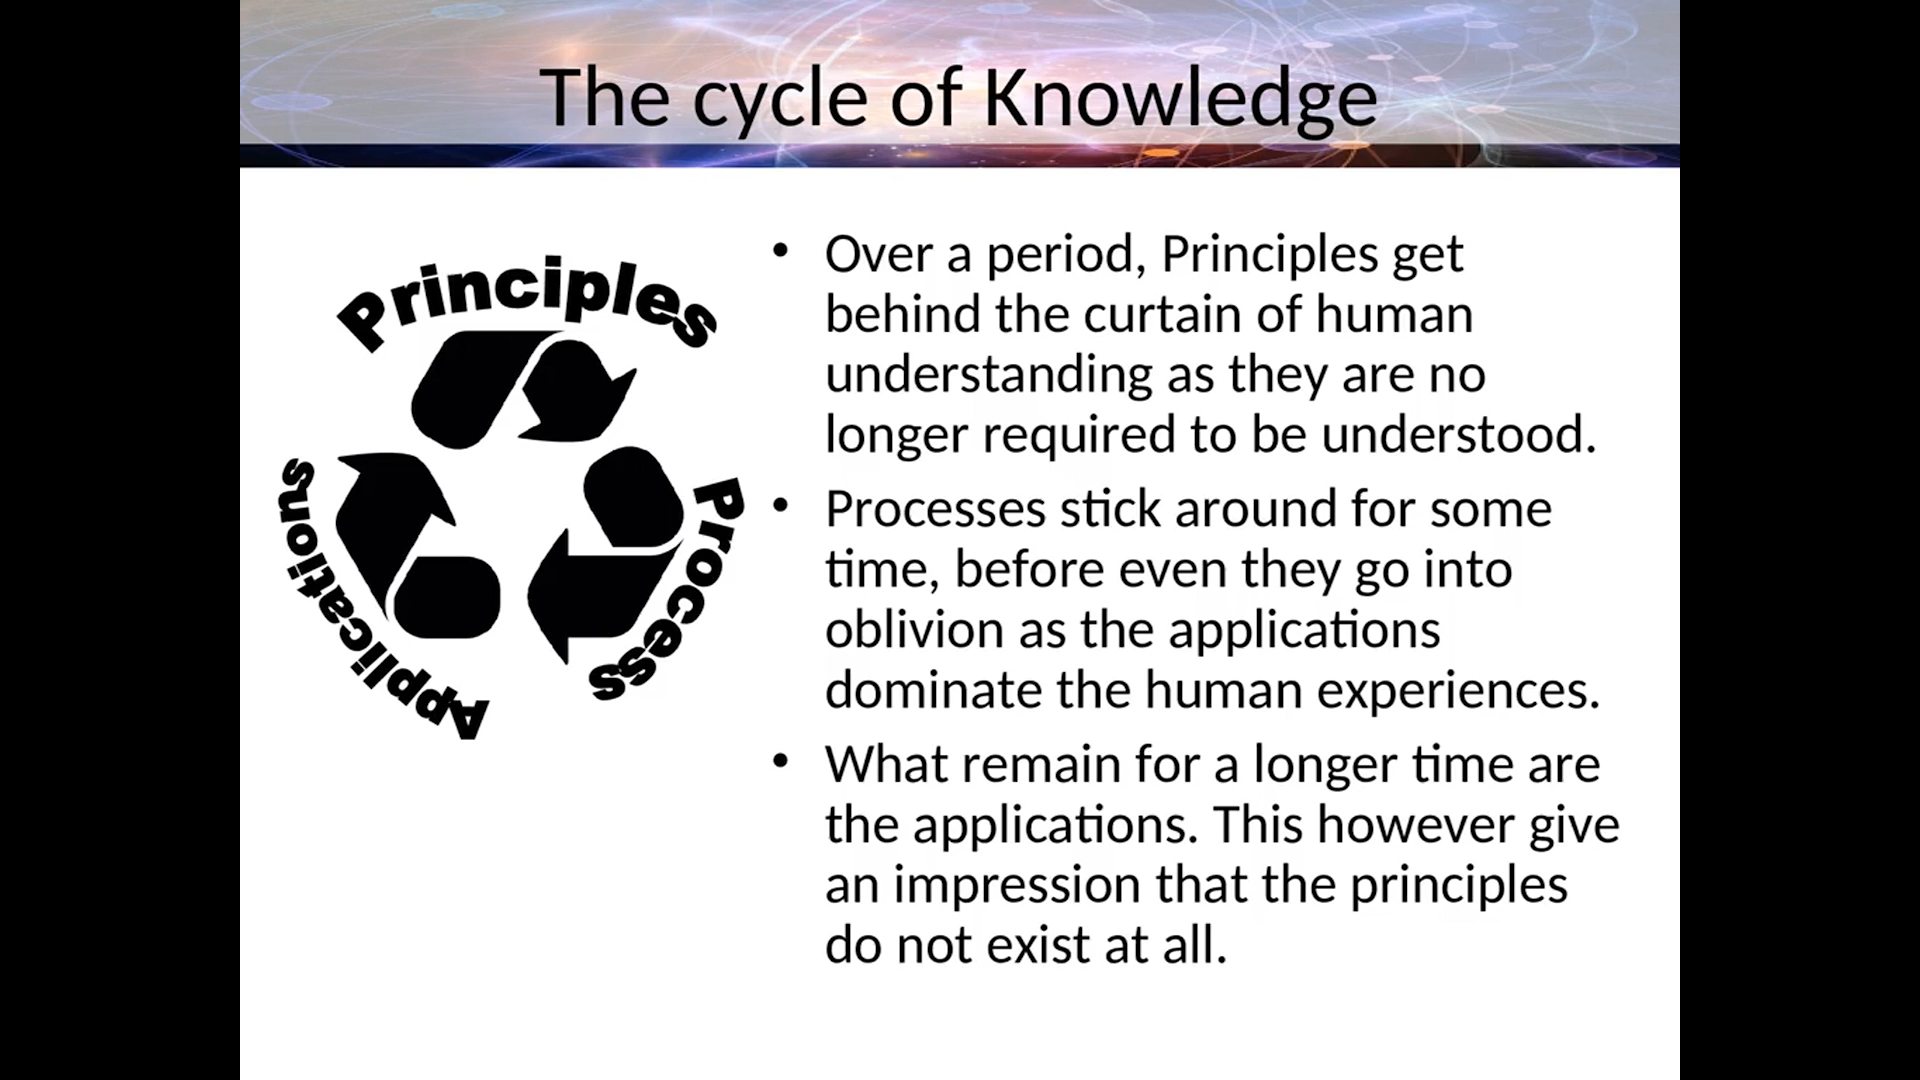 The cycle of Knowledge
Principles
Process
Applications
• Over a period, Principles get
behind the curtain of human
understanding as they are no
longer required to be understood.
• Processes stick around for some
time, before even they go into
oblivion as the applications
dominate the human experiences.
• What remain for a longer time are
the applications. This however give
an impression that the principles
do not exist at all.